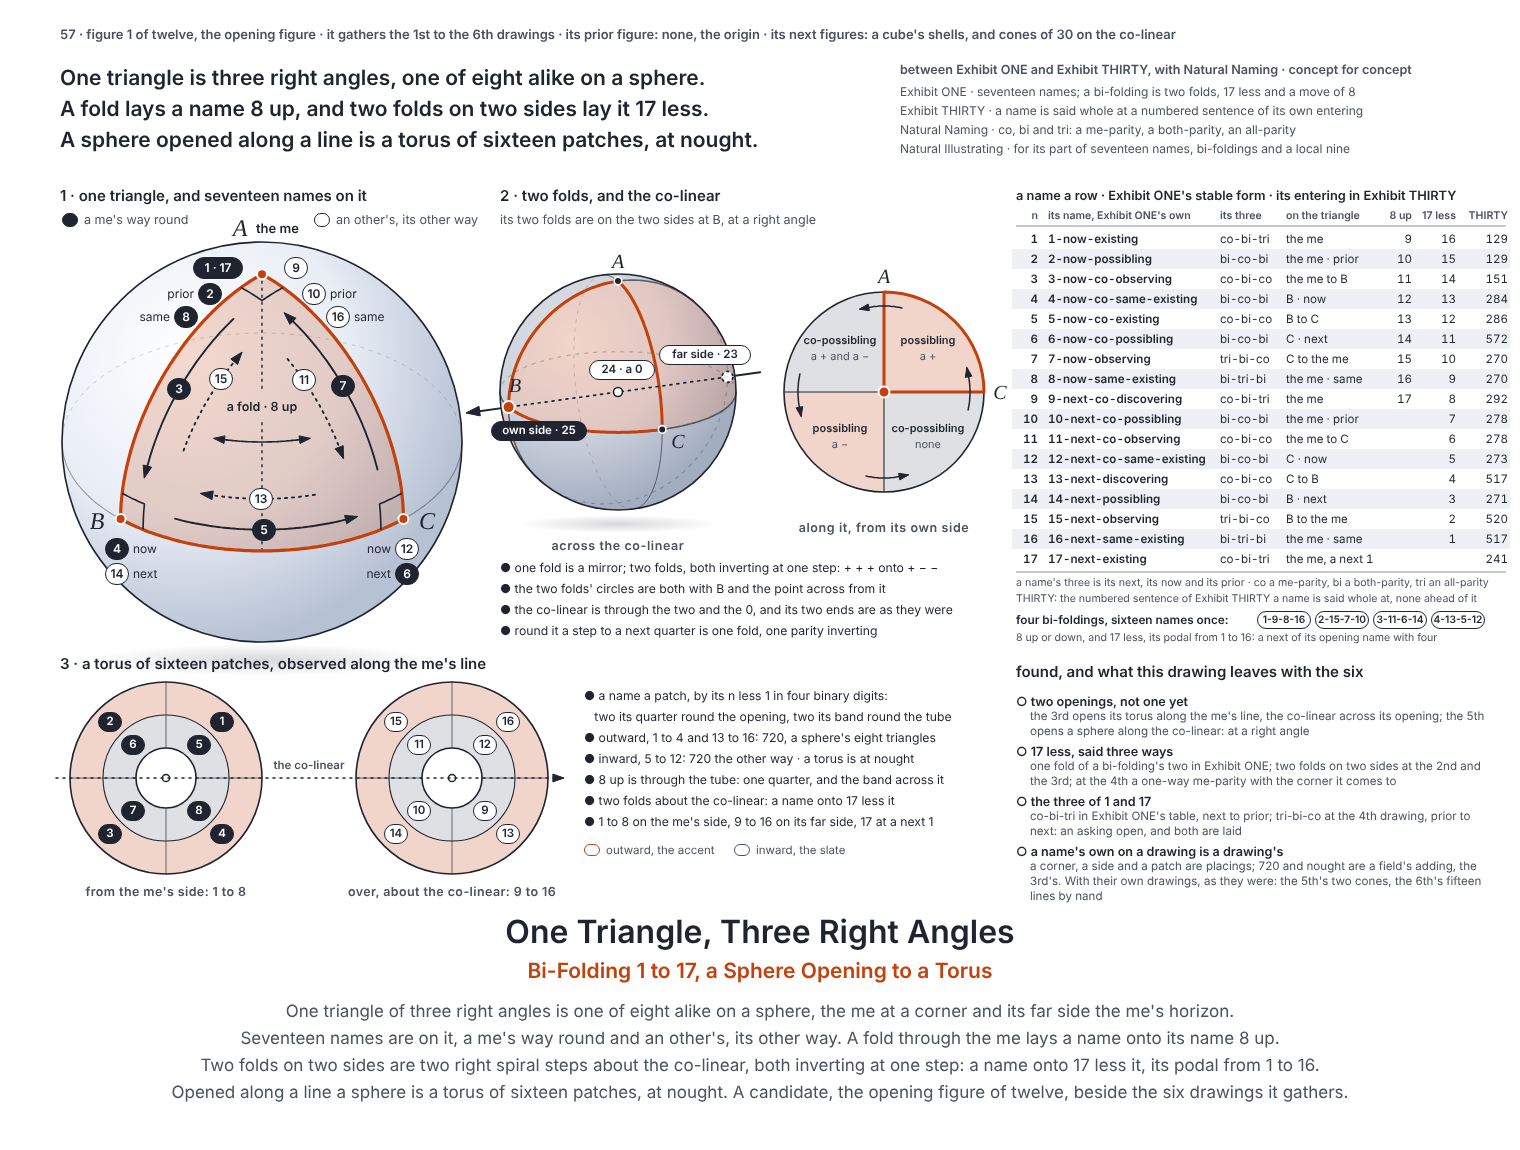 57 · figure 1 of twelve, the opening figure · it gathers the 1st to the 6th drawings · its prior figure: none, the origin · its next figures: a cube's shells, and cones of 30 on the co-linear
One triangle is three right angles, one of eight alike on a sphere.
A fold lays a name 8 up, and two folds on two sides lay it 17 less.
A sphere opened along a line is a torus of sixteen patches, at nought.
between Exhibit ONE and Exhibit THIRTY, with Natural Naming · concept for concept
Exhibit ONE · seventeen names; a bi-folding is two folds, 17 less and a move of 8
Exhibit THIRTY · a name is said whole at a numbered sentence of its own entering
Natural Naming · co, bi and tri: a me-parity, a both-parity, an all-parity
Natural Illustrating · for its part of seventeen names, bi-foldings and a local nine
1 · one triangle, and seventeen names on it
a me's way round
an other's, its other way
A the me
1 · 17
9
prior 2
10 prior
same 8
16 same
3
15
11
7
a fold · 8 up
13
5
B
C
4 now
now 12
14 next
next 6
2 · two folds, and the co-linear
its two folds are on the two sides at B, at a right angle
A
far side · 23
24 · a 0
B
own side · 25
C
across the co-linear
A
co-possibling
a + and a −
possibling
a +
C
possibling
a −
co-possibling
none
along it, from its own side
● one fold is a mirror; two folds, both inverting at one step: + + + onto + − −
● the two folds' circles are both with B and the point across from it
● the co-linear is through the two and the 0, and its two ends are as they were
● round it a step to a next quarter is one fold, one parity inverting
a name a row · Exhibit ONE's stable form · its entering in Exhibit THIRTY
n its name, Exhibit ONE's own its three on the triangle 8 up 17 less THIRTY
1 1-now-existing co-bi-tri the me 9 16 129
2 2-now-possibling bi-co-bi the me · prior 10 15 129
3 3-now-co-observing co-bi-co the me to B 11 14 151
4 4-now-co-same-existing bi-co-bi B · now 12 13 284
5 5-now-co-existing co-bi-tri B to C 13 12 286
6 6-now-co-possibling bi-co-bi C · next 14 11 572
7 7-now-observing tri-bi-co C to the me 15 10 270
8 8-now-same-existing bi-tri-bi the me · same 16 9 270
9 9-next-co-discovering co-bi-tri the me 17 8 292
10 10-next-co-possibling bi-co-bi the me · prior 7 278
11 11-next-co-observing co-bi-tri the me to C 6 278
12 12-next-co-same-existing bi-co-bi C · now 5 273
13 13-next-discovering co-bi-co C to B 4 517
14 14-next-possibling bi-co-bi B · next 3 271
15 15-next-observing tri-bi-co B to the me 2 520
16 16-next-same-existing bi-tri-bi the me · same 1 517
17 17-next-existing co-bi-tri the me, a next 1 241
a name's three is its next, its now and its prior · co a me-parity, bi a both-parity, tri an all-parity
THIRTY: the numbered sentence of Exhibit THIRTY a name is said whole at, none ahead of it
four bi-foldings, sixteen names once: 1-9-8-16 2-15-7-10 3-11-6-14 4-13-5-12
8 up or down, and 17 less, its podal from 1 to 16: a next of its opening name with four
3 · a torus of sixteen patches, observed along the me's line
2
1
6
5
7
8
3
4
the co-linear
15
16
11
12
10
9
14
13
from the me's side: 1 to 8
over, about the co-linear: 9 to 16
● a name a patch, by its n less 1 in four binary digits:
two its quarter round the opening, two its band round the tube
● outward, 1 to 4 and 13 to 16: 720, a sphere's eight triangles
● inward, 5 to 12: 720 the other way · a torus is at nought
● 8 up is through the tube: one quarter, and the band across it
● two folds about the co-linear: a name onto 17 less it
● 1 to 8 on the me's side, 9 to 16 on its far side, 17 at a next 1
outward, the accent
inward, the slate
found, and what this drawing leaves with the six
two openings, not one yet
the 3rd opens its torus along the me's line, the co-linear across its opening; the 5th
opens a sphere along the co-linear: at a right angle
17 less, said three ways
one fold of a bi-folding's two in Exhibit ONE; two folds on two sides at the 2nd and
the 3rd; at the 4th a one-way me-parity with the corner it comes to
the three of 1 and 17
co-bi-tri in Exhibit ONE's table, next to prior; tri-bi-co at the 4th drawing, prior to
next: an asking open, and both are laid
a name's own on a drawing is a drawing's
a corner, a side and a patch are placings; 720 and nought are a field's adding, the
3rd's. With their own drawings, as they were: the 5th's two cones, the 6th's fifteen
lines by nand
One Triangle, Three Right Angles
Bi-Folding 1 to 17, a Sphere Opening to a Torus
One triangle of three right angles is one of eight alike on a sphere, the me at a corner and its far side the me's horizon.
Seventeen names are on it, a me's way round and an other's, its other way. A fold through the me lays a name onto its name 8 up.
Two folds on two sides are two right spiral steps about the co-linear, both inverting at one step: a name onto 17 less it, its podal from 1 to 16.
Opened along a line a sphere is a torus of sixteen patches, at nought. A candidate, the opening figure of twelve, beside the six drawings it gathers.